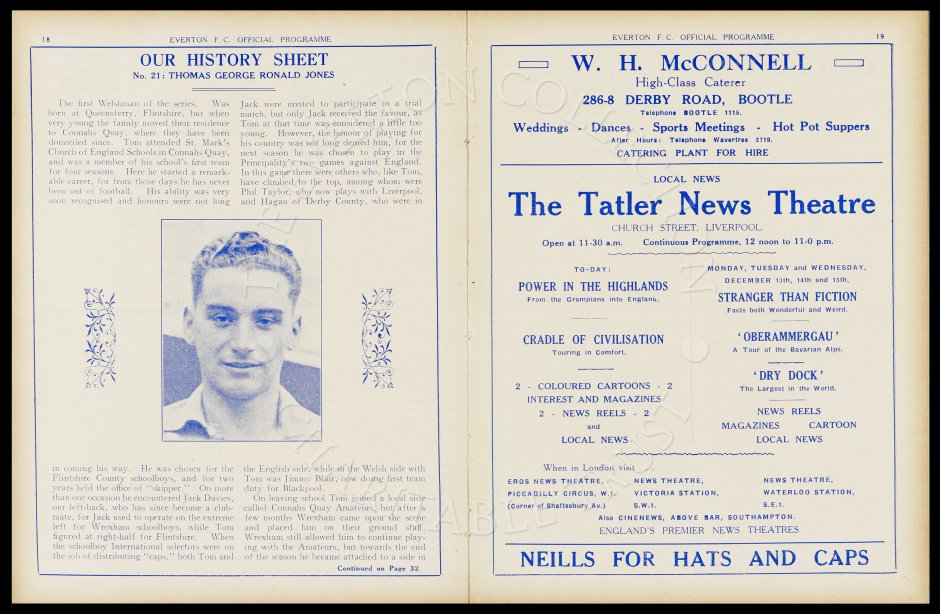 18
EVERTON F.C. OFFICIAL PROGRAMME
OUR HISTORY SHEET
No. 21: THOMAS GEORGE RONALD JONES
The first Welshman of the series. Was
born at Queensferry, Flintshire, but when
very young the family moved their residence
to Connahs Quay, where they have been
domiciled since. Tom attended St. Mark's
Church of England Schools in Connahs Quay,
and was a member of his school's first team
for four seasons. Here he started a remark-
able career, for from those days he has never
been out of football. His ability was very
soon recognised and honours were not long
in coming his way. He was chosen for the
Flintshire County schoolboys, and for two
years held the office of "skipper." On more
than one occasion he encountered Jack Davies,
our left-back, who has since become a club-
mate, for Jack used to operate on the extreme
left for Wrexham schoolboys, while Tom
figured at right-half for Flintshire. When
the schoolboy International selectors were on
the job of distributing "caps," both Tom and
Jack were invited to participate in a trial
match, but only Jack received the favour, as
Tom at that time was considered a little too
young. However, the honour of playing for
his country was not long denied him, for the
next season he was chosen to play in the
Principality's two games against England.
In this game there were others who, like Tom,
have climbed to the top, among whom were
Phil Taylor, who now plays with Liverpool,
and Hagan of Derby County, who were in
the English side, while in the Welsh side with
Tom was Jimmy Blair, now doing first team
duty for Blackpool.
On leaving school Tom joined a local side
called Connahs Quay Amateurs, but after a
few months Wrexham came upon the scene
and placed him on their ground staff.
Wrexham still allowed him to continue play-
ing with the Amateurs, but towards the end
of the season he became attached to a side in
Continued on Page 32
EVERTON F.C. OFFICIAL PROGRAMME
19
W. H. McCONNELL
High-Class Caterer
286-8 DERBY ROAD, BOOTLE
Telephone BOOTLE 1115.
Weddings - Dances - Sports Meetings - Hot Pot Suppers
After Hours: Telephone Wavertree 2119.
CATERING PLANT FOR HIRE
LOCAL NEWS
The Tatler News Theatre
CHURCH STREET, LIVERPOOL.
Open at 11-30 a.m. Continuous Programme, 12 noon to 11-0 p.m.
TO-DAY:
POWER IN THE HIGHLANDS
From the Grampians into England.
CRADLE OF CIVILISATION
Touring in Comfort.
2 - COLOURED CARTOONS - 2
INTEREST AND MAGAZINES
2 - NEWS REELS - 2
and
LOCAL NEWS
MONDAY, TUESDAY and WEDNESDAY,
DECEMBER 13th, 14th and 15th,
STRANGER THAN FICTION
Facts both Wonderful and Weird.
'OBERAMMERGAU'
A Tour of the Bavarian Alps.
'DRY DOCK'
The Largest in the World.
NEWS REELS
MAGAZINES CARTOON
LOCAL NEWS
When in London visit ...
EROS NEWS THEATRE,
PICCADILLY CIRCUS, W.1.
(Corner of Shaftesbury Av.)
NEWS THEATRE,
VICTORIA STATION,
S.W.1.
NEWS THEATRE,
WATERLOO STATION,
S.E.1.
Also CINENEWS, ABOVE BAR, SOUTHAMPTON.
ENGLAND'S PREMIER NEWS THEATRES
NEILLS FOR HATS AND CAPS